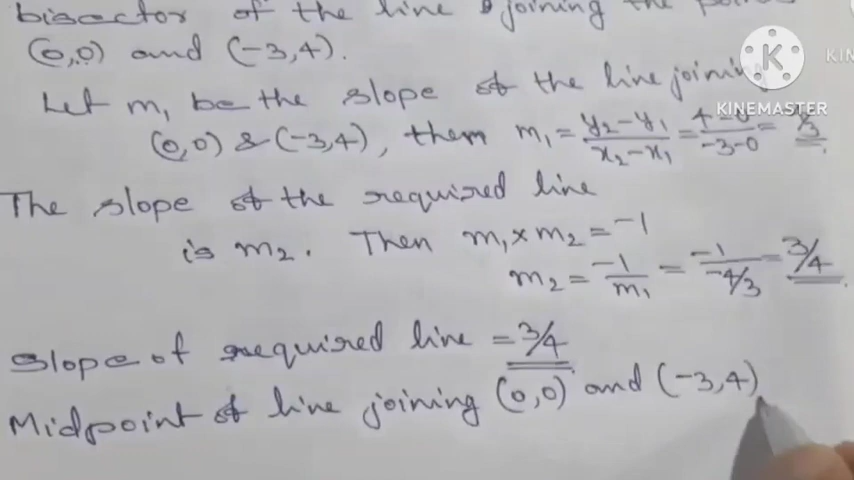 bisector of the line joining the points
(0,0) and (-3,4).
Let m₁ be the slope of the line joining
(0,0) & (-3,4), then m₁ = y₂-y₁/x₂-x₁ = 4-0/-3-0 =
The slope of the required line
is m₂. Then m₁ × m₂ = -1
m₂ = -1/m₁ = -1/-4/3 = 3/4
Slope of required line = 3/4
Midpoint of line joining (0,0) and (-3,4)
KINEMASTER
KIN